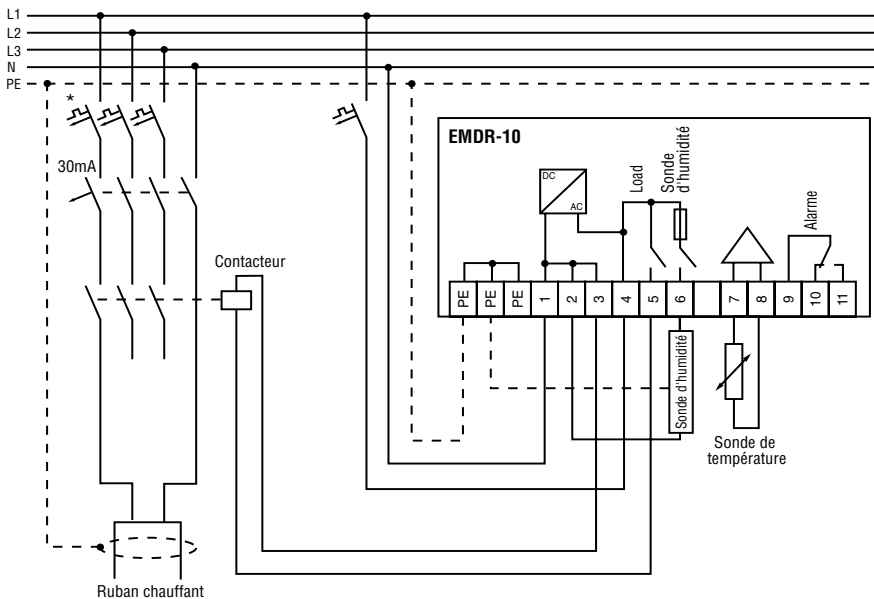 L1
L2
L3
N
PE
*
30mA
EMDR-10
DC
AC
Load
Sonde
d'humidité
Alarme
Contacteur
PE
PE
PE
1
2
3
4
5
6
7
8
9
10
11
Sonde d'humidité
Sonde de
température
Ruban chauffant